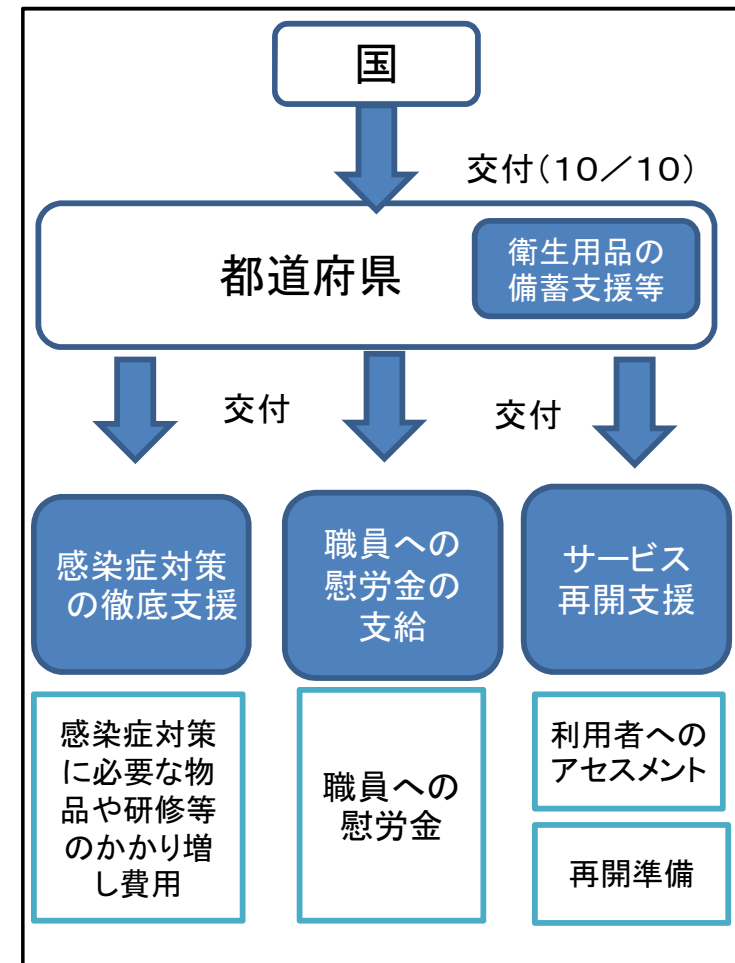 国
交付(10/10)
都道府県
衛生用品の
備蓄支援等
交付
交付
感染症対策
の徹底支援
職員への
慰労金の
支給
サービス
再開支援
感染症対策
に必要な物
品や研修等
のかかり増
し費用
職員への
慰労金
利用者への
アセスメント
再開準備